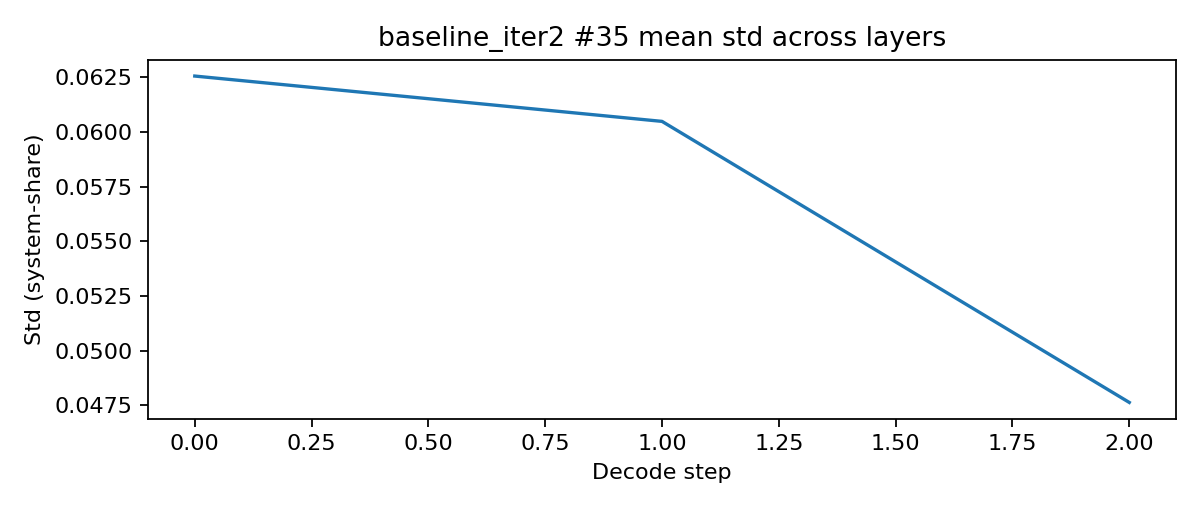 baseline_iter2 #35 mean std across layers
Std (system-share)
0.0625
0.0600
0.0575
0.0550
0.0525
0.0500
0.0475
0.00 0.25 0.50 0.75 1.00 1.25 1.50 1.75 2.00
Decode step